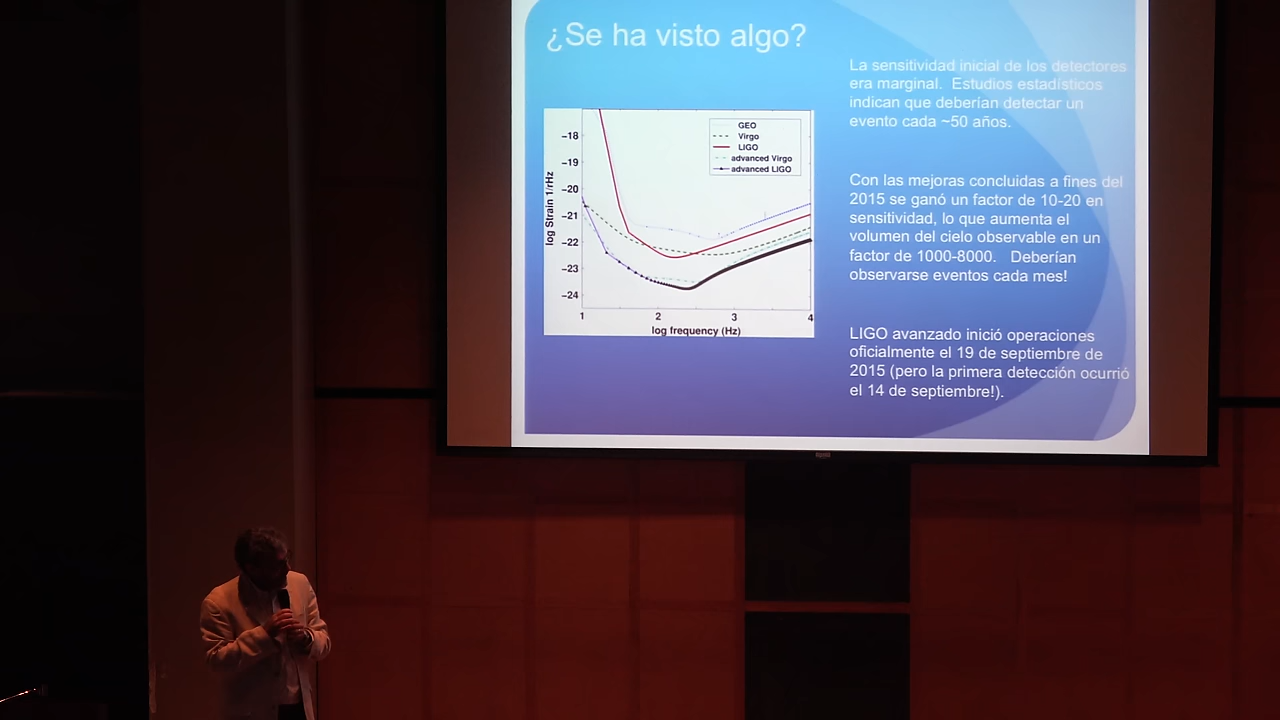 ¿Se ha visto algo?
La sensitividad inicial de los detectores
era marginal. Estudios estadísticos
indican que deberían detectar un
evento cada ~50 años.
Con las mejoras concluidas a fines del
2015 se ganó un factor de 10-20 en
sensitividad, lo que aumenta el
volumen del cielo observable en un
factor de 1000-8000. Deberían
observarse eventos cada mes!
LIGO avanzado inició operaciones
oficialmente el 19 de septiembre de
2015 (pero la primera detección ocurrió
el 14 de septiembre!).
GEO
Virgo
LIGO
advanced Virgo
advanced LIGO
log Strain 1/rHz
−18
−19
−20
−21
−22
−23
−24
1 2 3 4
log frequency (Hz)